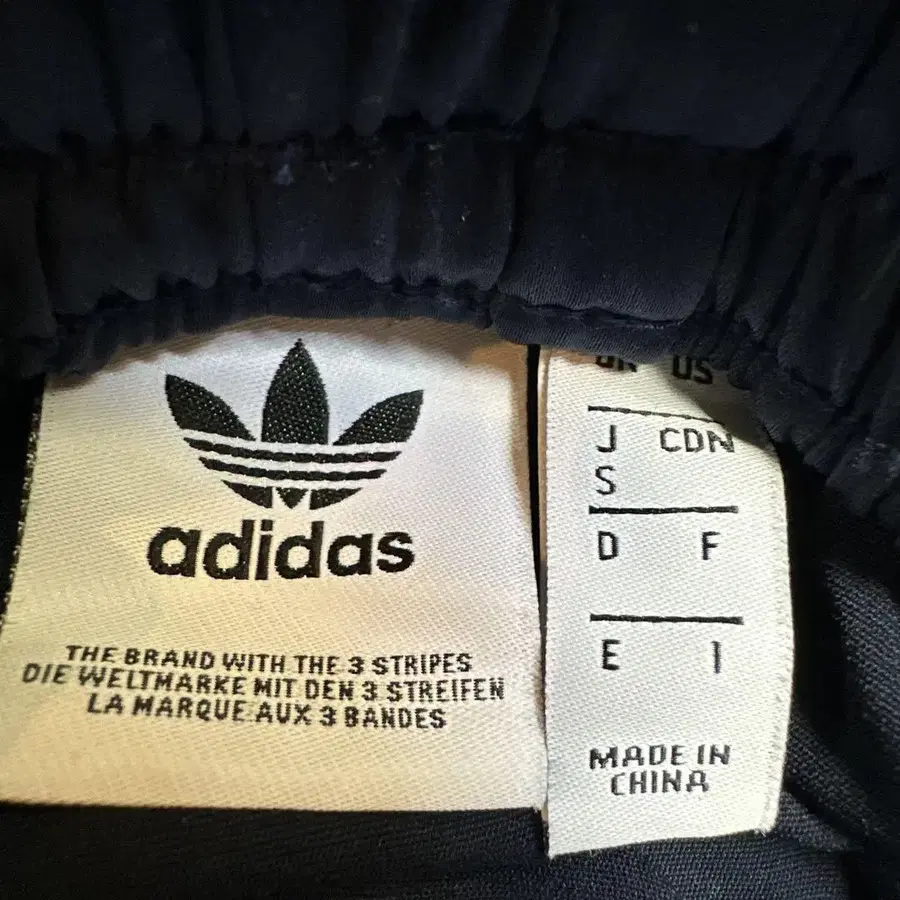 adidas
THE BRAND WITH THE 3 STRIPES
DIE WELTMARKE MIT DEN 3 STREIFEN
LA MARQUE AUX 3 BANDES
US
J CDN
S
D F
E I
MADE IN
CHINA